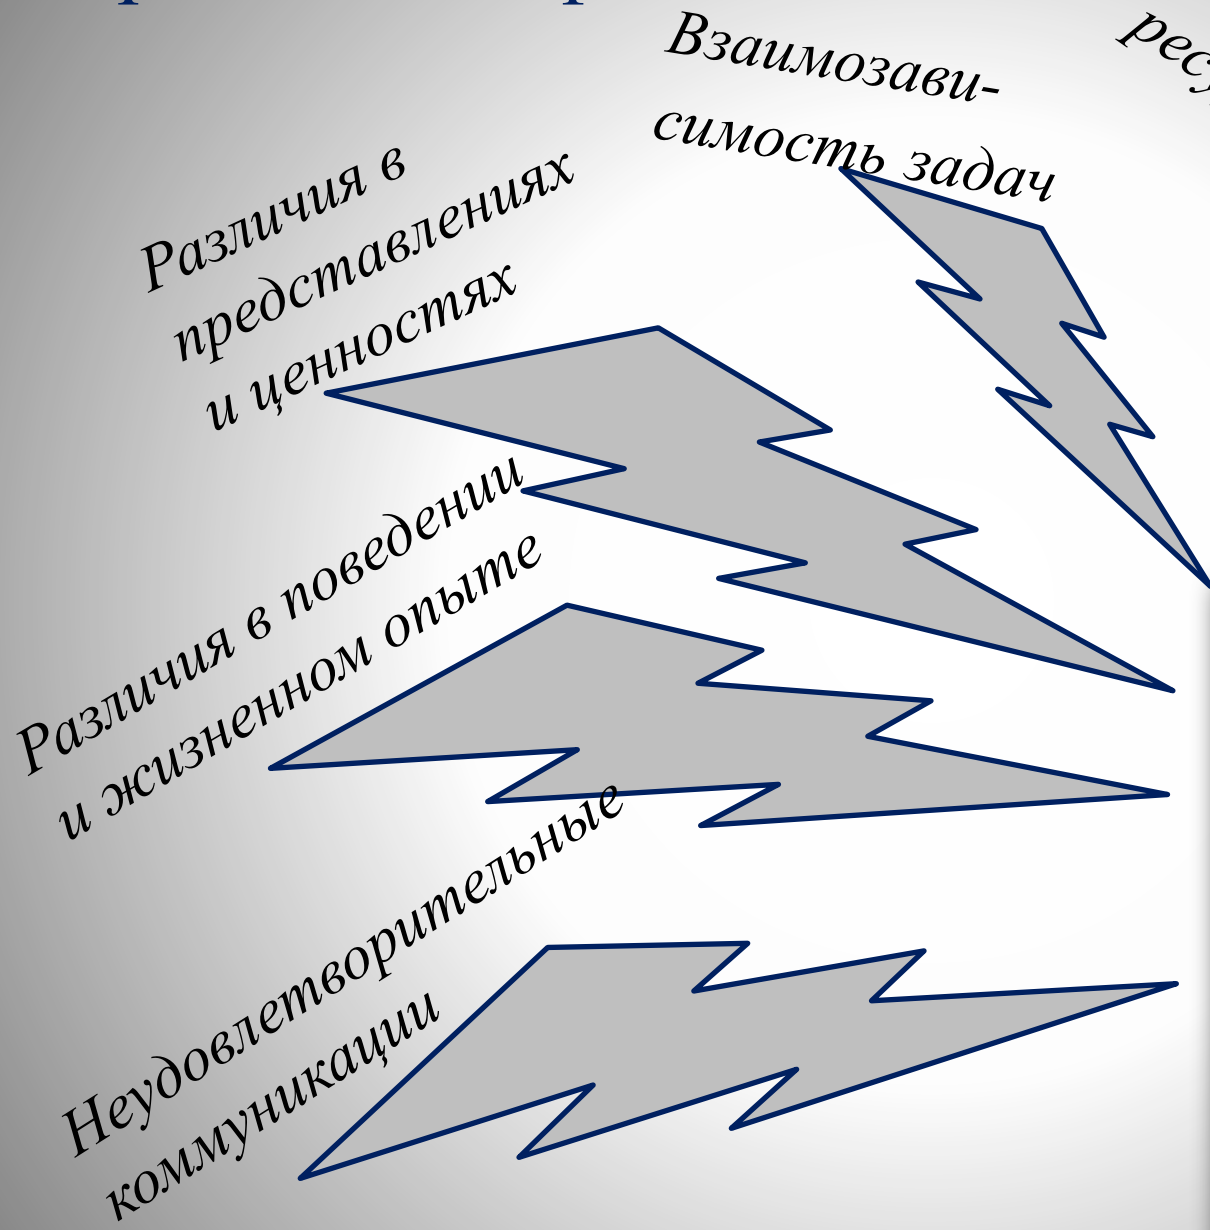 Взаимозави-
симость задач
Различия в
представлениях
и ценностях
Различия в поведении
и жизненном опыте
Неудовлетворительные
коммуникации